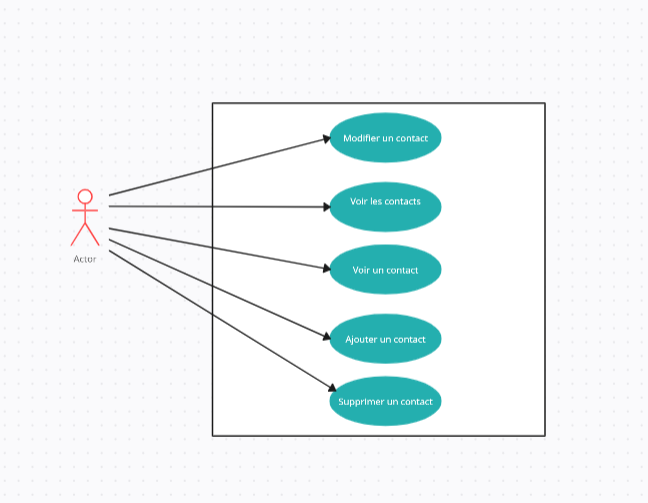 Modifier un contact
Voir les contacts
Actor
Voir un contact
Ajouter un contact
Supprimer un contact